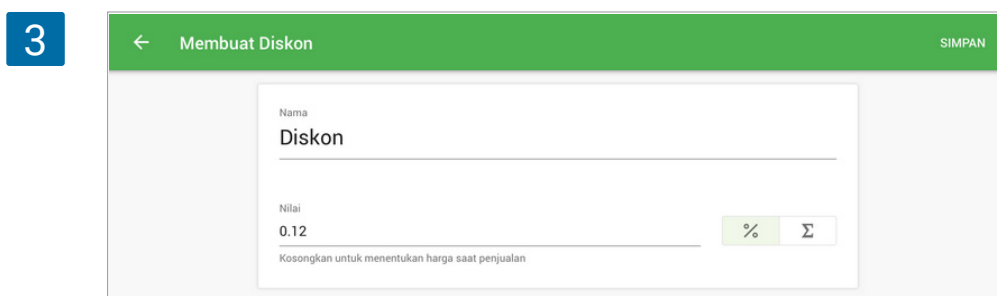 3
Membuat Diskon
SIMPAN
Nama
Diskon
Nilai
0.12
% Σ
Kosongkan untuk menentukan harga saat penjualan